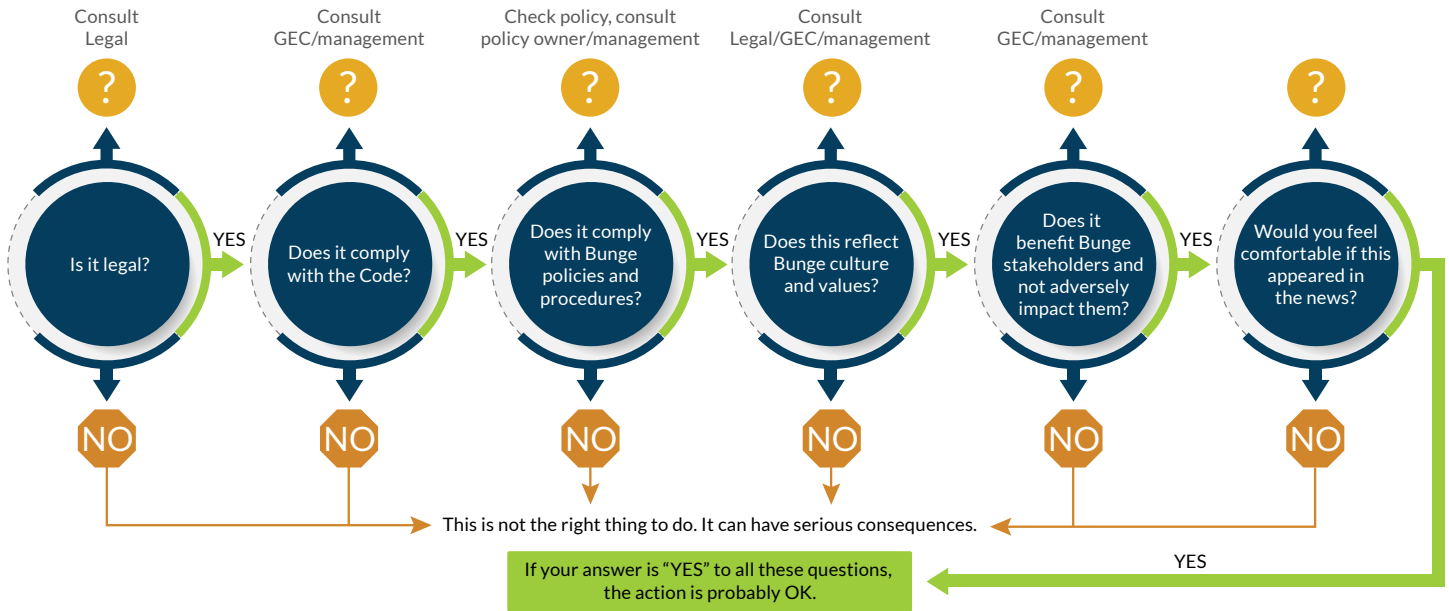 Consult
Legal
Consult
GEC/management
Check policy, consult
policy owner/management
Consult
Legal/GEC/management
Consult
GEC/management
?
?
?
?
?
?
Is it legal?
YES
Does it comply
with the Code?
YES
Does it comply
with Bunge
policies and
procedures?
YES
Does this reflect
Bunge culture
and values?
YES
Does it
benefit Bunge
stakeholders and
not adversely
impact them?
YES
Would you feel
comfortable if this
appeared in
the news?
NO
NO
NO
NO
NO
NO
This is not the right thing to do. It can have serious consequences.
YES
If your answer is “YES” to all these questions,
the action is probably OK.